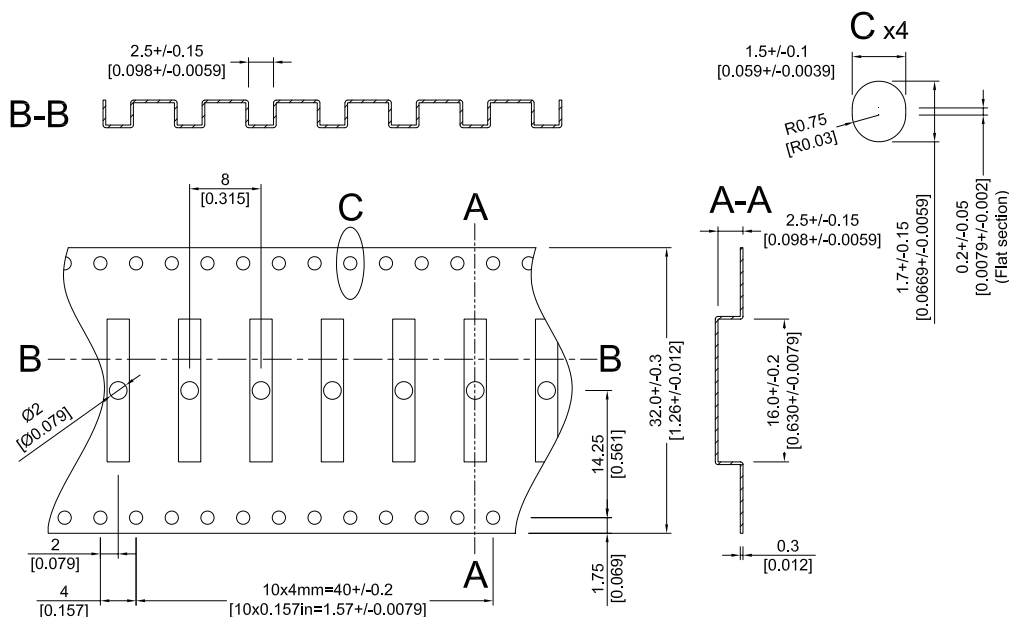 2.5+/-0.15
[0.098+/-0.0059]
B-B
C x4
1.5+/-0.1
[0.059+/-0.0039]
R0.75
[R0.03]
1.7+/-0.15
[0.0669+/-0.0059]
0.2+/-0.05
[0.0079+/-0.002]
(Flat section)
8
[0.315]
C
A
A-A
2.5+/-0.15
[0.098+/-0.0059]
B
B
Ø2
[Ø0.079]
32.0+/-0.3
[1.26+/-0.012]
16.0+/-0.2
[0.630+/-0.0079]
14.25
[0.561]
2
[0.079]
4
[0.157]
10x4mm=40+/-0.2
[10x0.157in=1.57+/-0.0079]
A
1.75
[0.069]
0.3
[0.012]